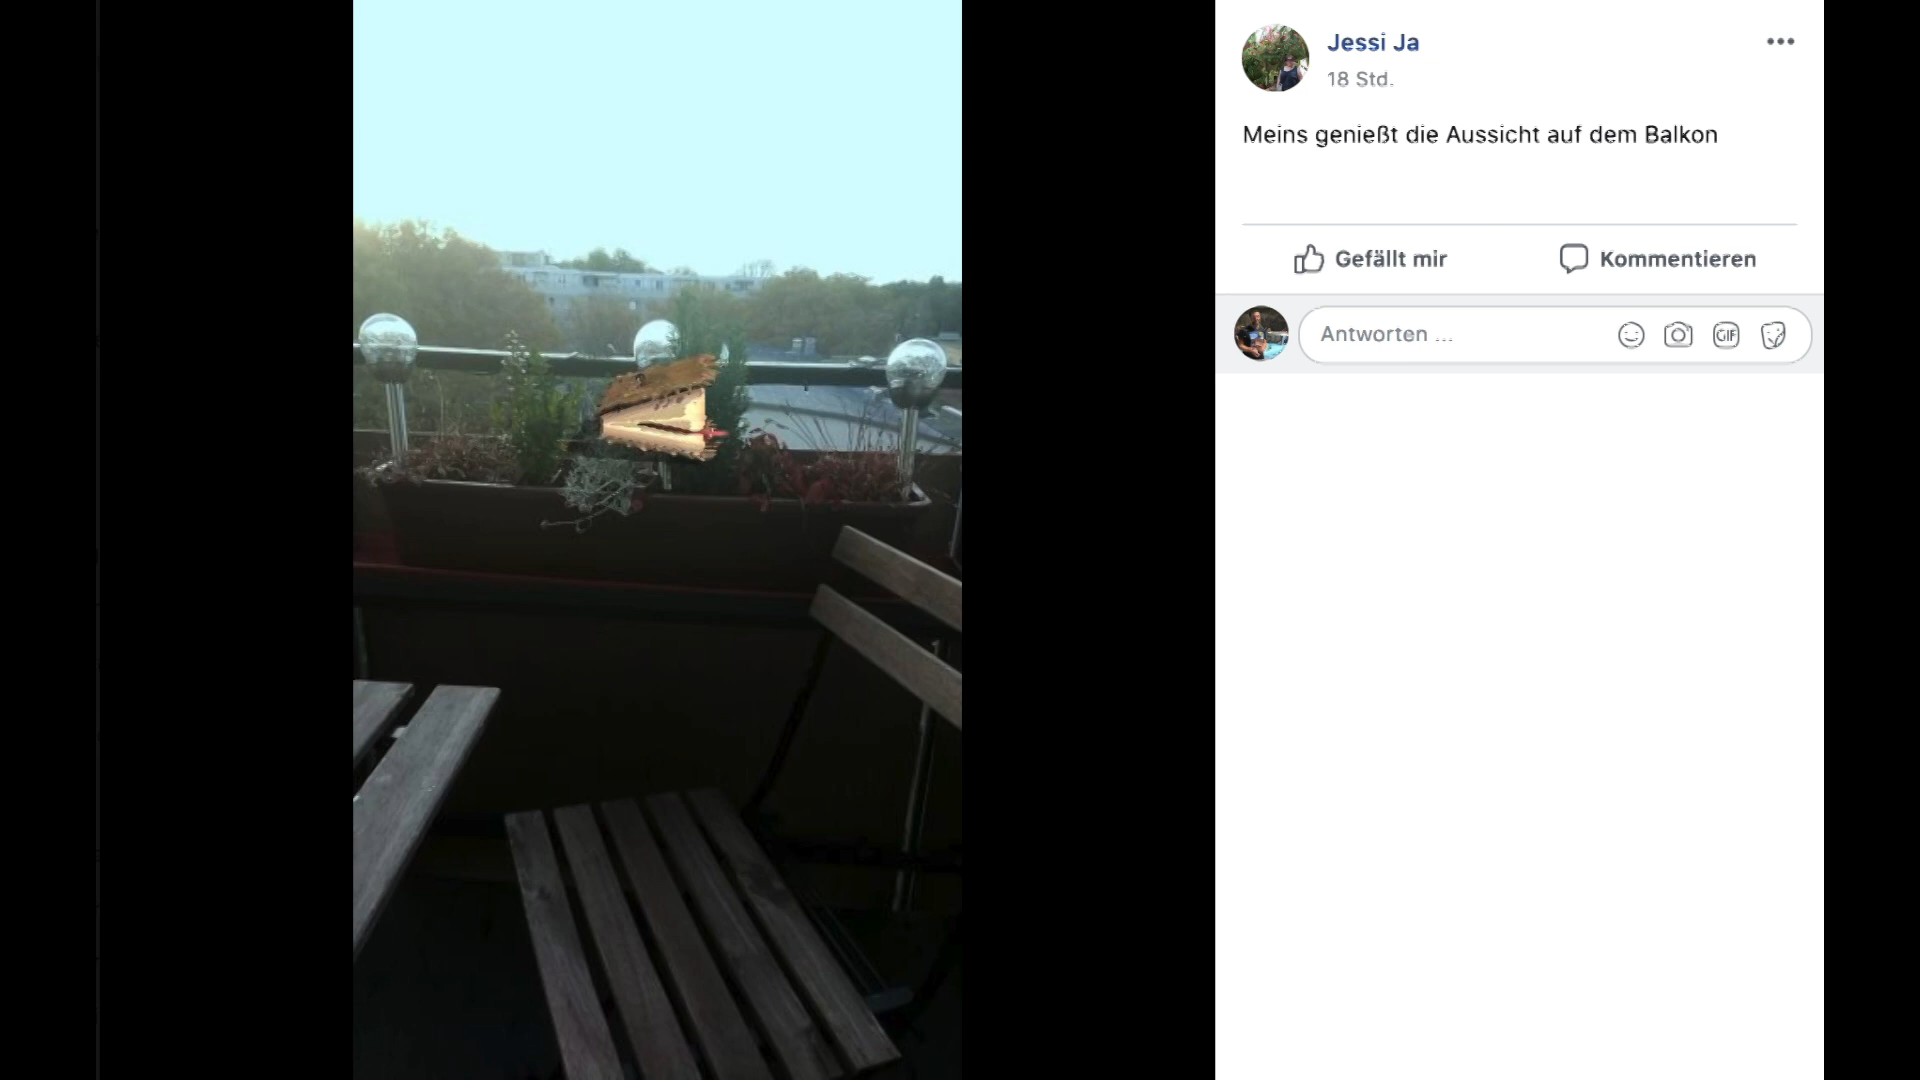 Jessi Ja
18 Std.
Meins genießt die Aussicht auf dem Balkon
Gefällt mir
Kommentieren
Antworten ...
GIF